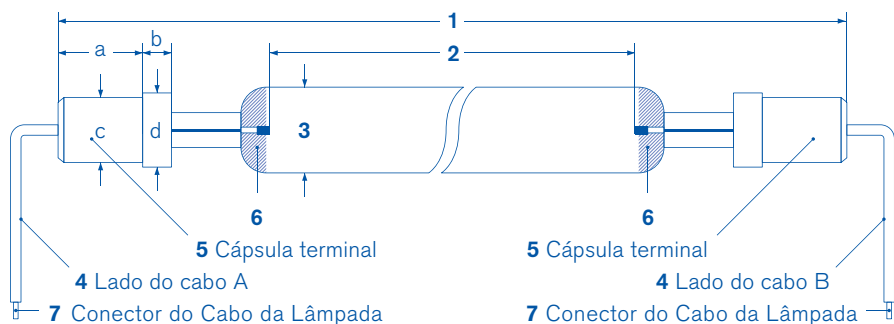 1
a
b
2
c
d
3
6
6
5 Cápsula terminal
5 Cápsula terminal
4 Lado do cabo A
4 Lado do cabo B
7 Conector do Cabo da Lâmpada
7 Conector do Cabo da Lâmpada